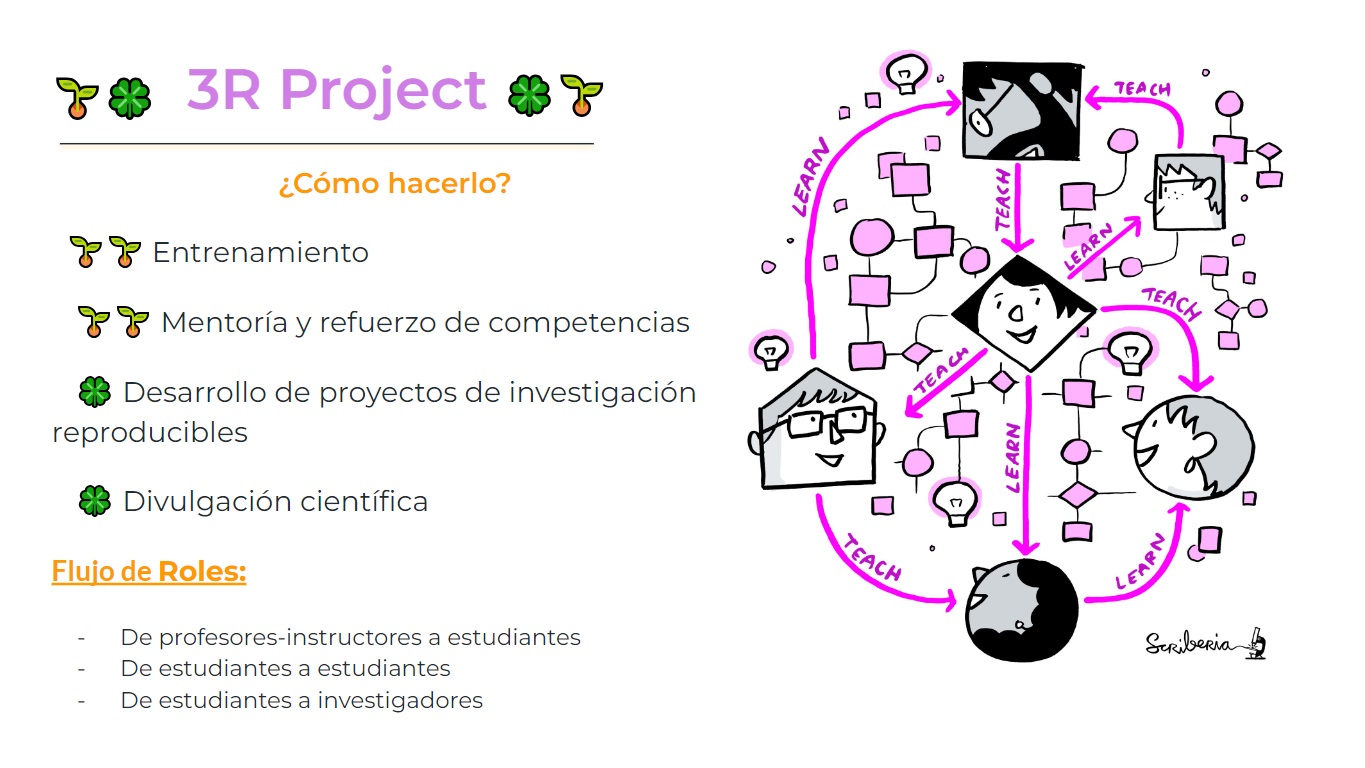 3R Project
¿Cómo hacerlo?
Entrenamiento
Mentoría y refuerzo de competencias
Desarrollo de proyectos de investigación
reproducibles
Divulgación científica
Flujo de Roles:
- De profesores-instructores a estudiantes
- De estudiantes a estudiantes
- De estudiantes a investigadores
TEACH
LEARN
TEACH
LEARN
TEACH
TEACH
LEARN
TEACH
LEARN
Scriberia